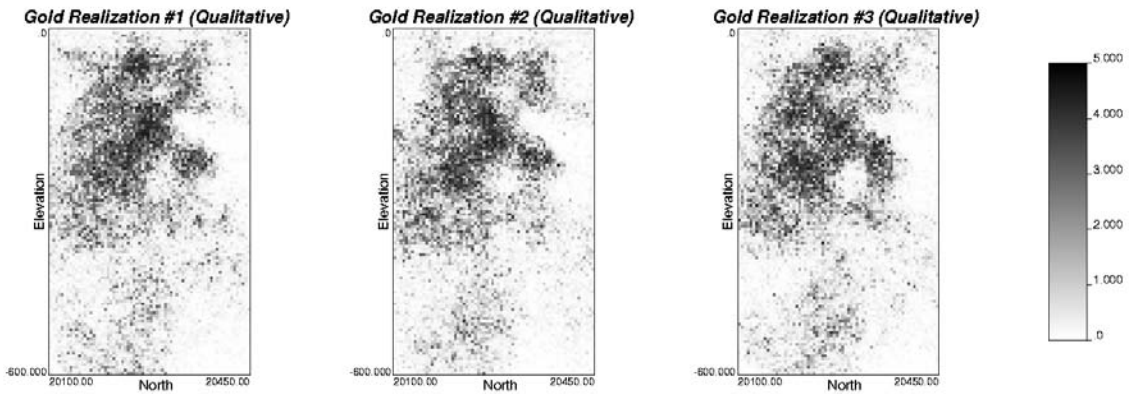 Gold Realization #1 (Qualitative)
Gold Realization #2 (Qualitative)
Gold Realization #3 (Qualitative)
.0
Elevation
-600.000
20100.00
North
20450.00
.0
Elevation
-600.000
20100.00
North
20450.00
.0
Elevation
-600.000
20100.00
North
20450.00
5.000
4.000
3.000
2.000
1.000
.0